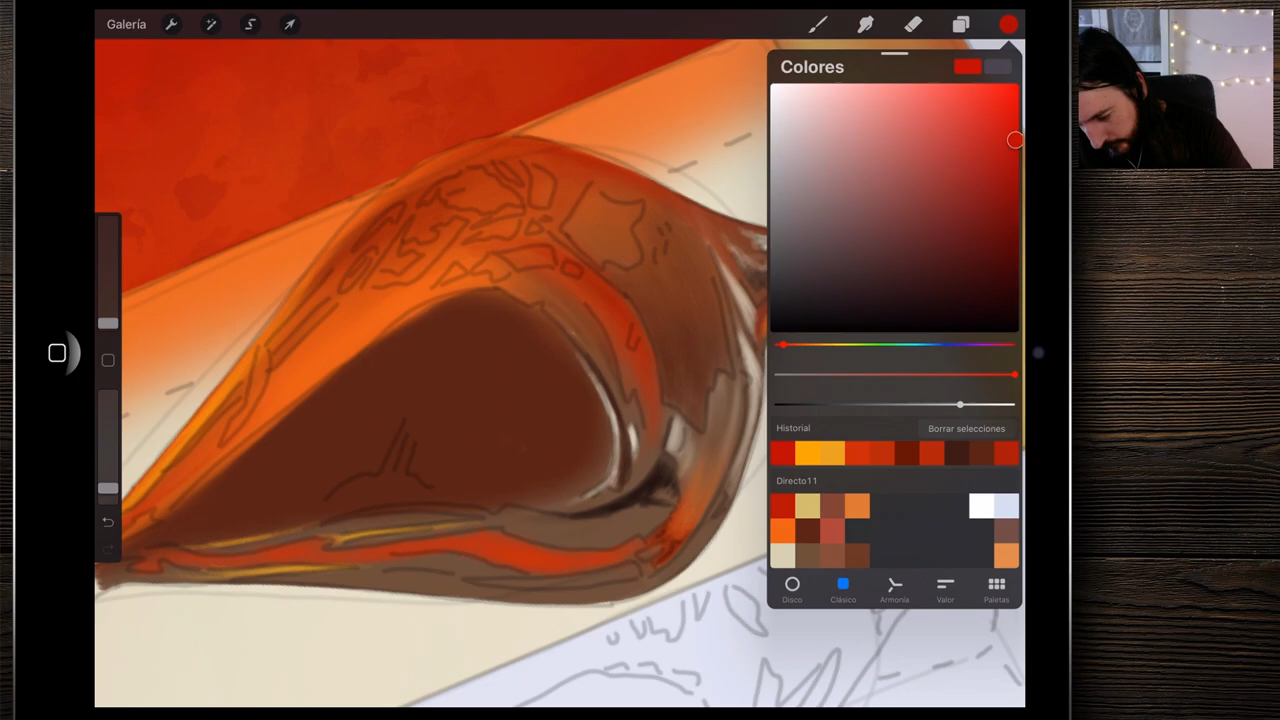 Galería
Colores
Historial
Borrar selecciones
Directo11
Disco
Clásico
Armonía
Valor
Paletas